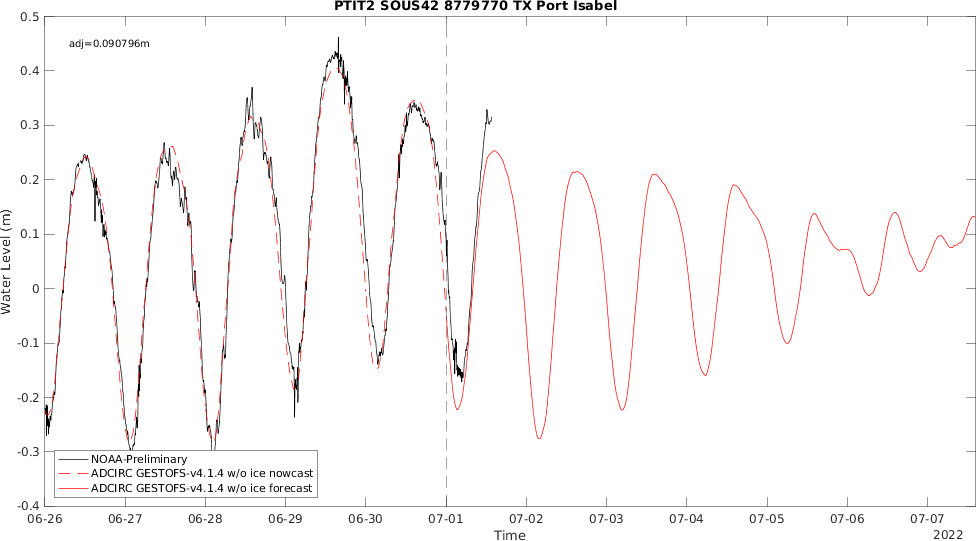 PTIT2 SOUS42 8779770 TX Port Isabel
adj=0.090796m
Water Level (m)
0.5
0.4
0.3
0.2
0.1
0
-0.1
-0.2
-0.3
-0.4
NOAA-Preliminary
ADCIRC GESTOFS-v4.1.4 w/o ice nowcast
ADCIRC GESTOFS-v4.1.4 w/o ice forecast
06-26 06-27 06-28 06-29 06-30 07-01 07-02 07-03 07-04 07-05 07-06 07-07
Time
2022